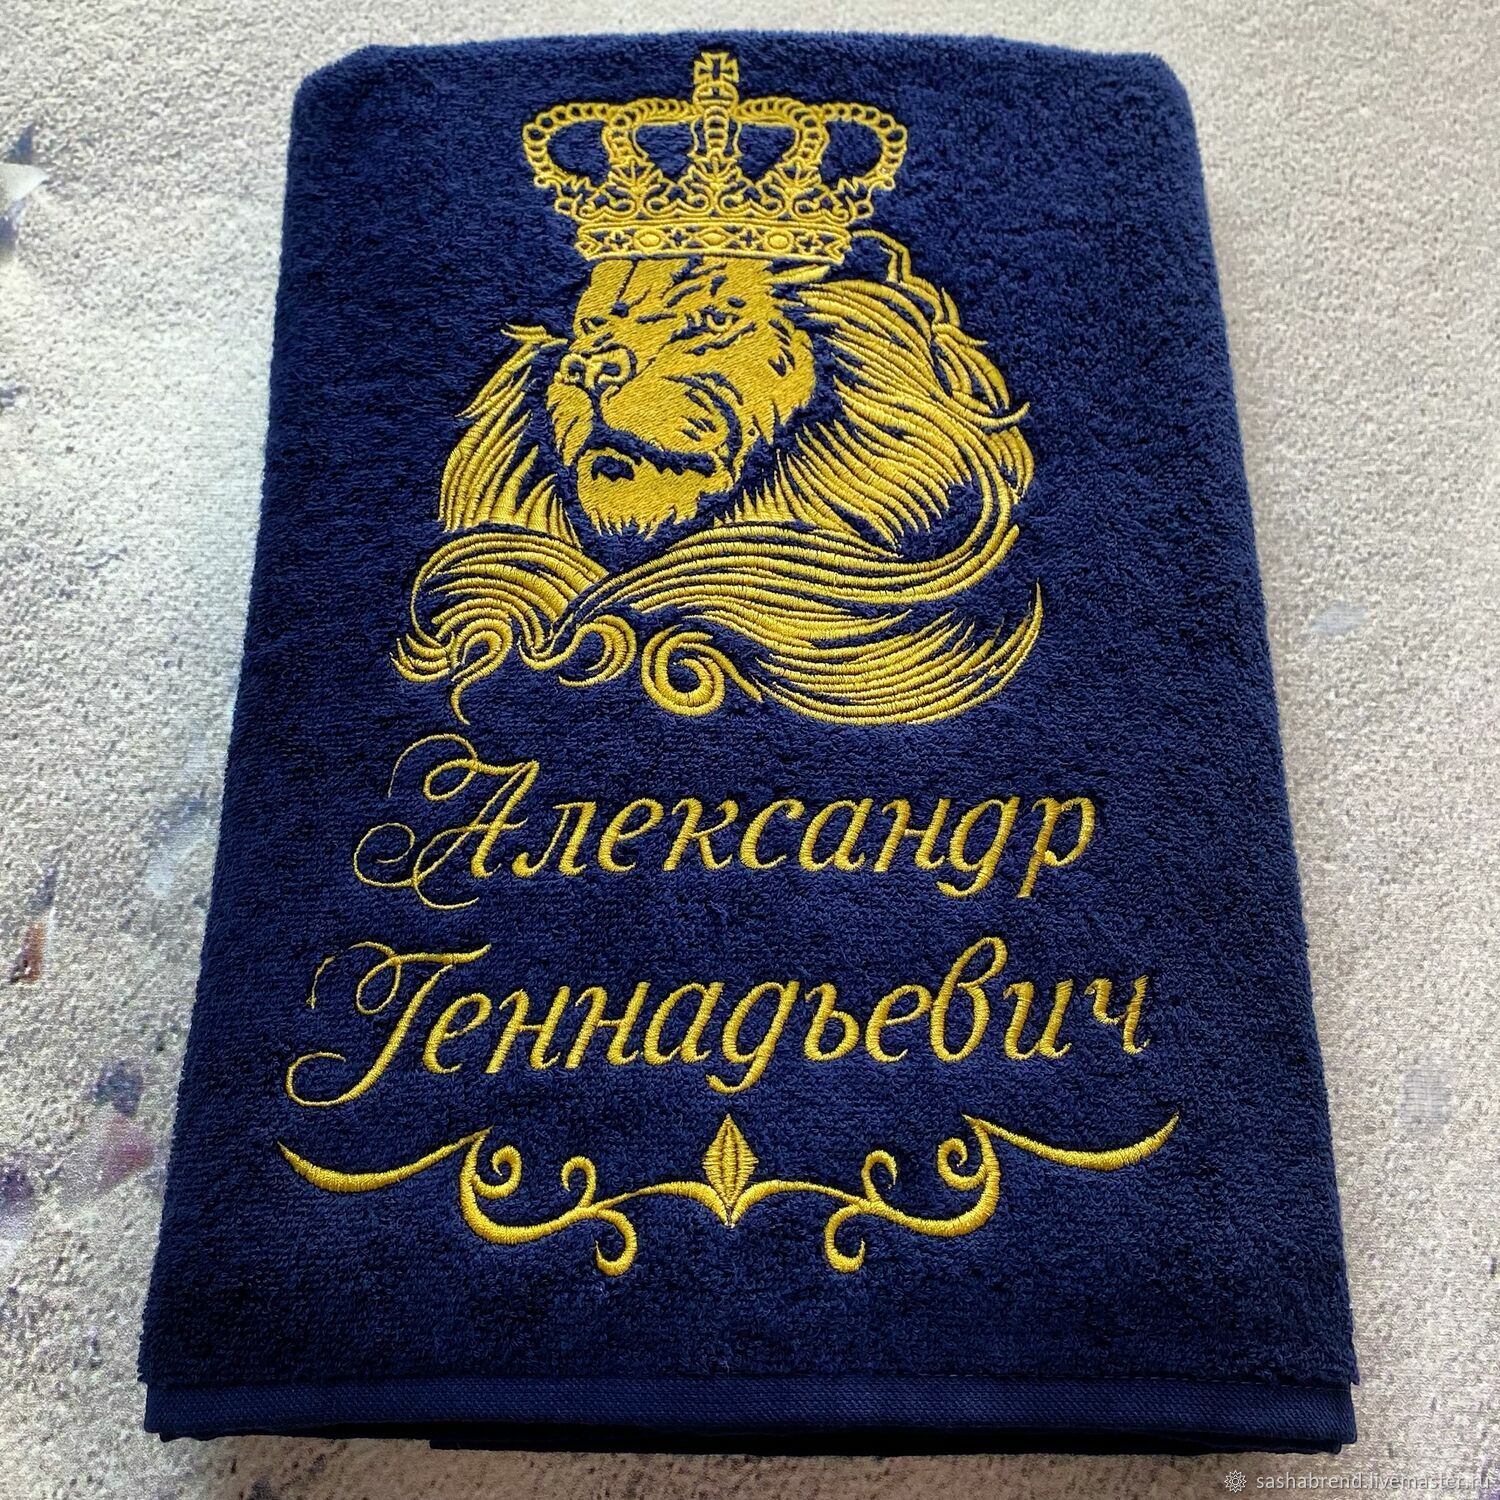 Александр
Геннадьевич
sashabrend.livemaster.ru